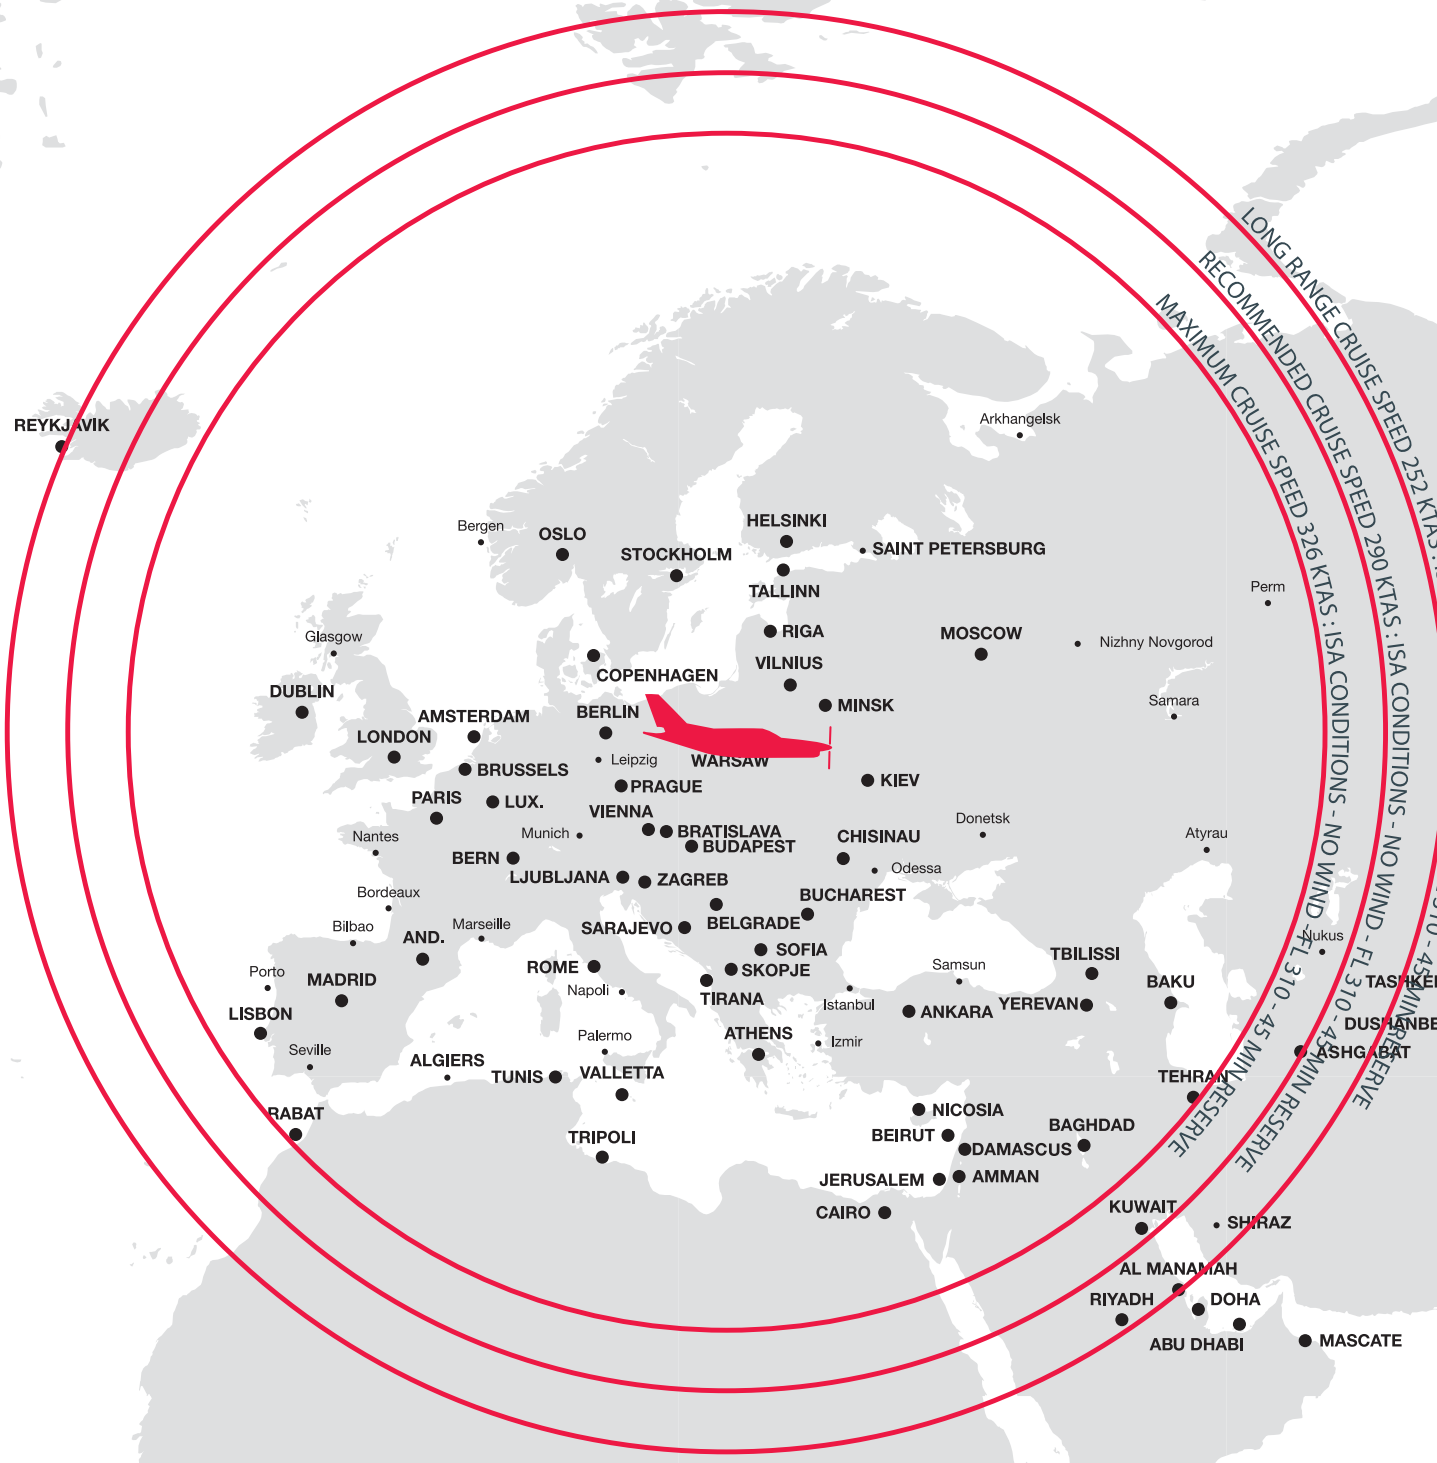 LONG RANGE CRUISE SPEED 252 KTAS :
RECOMMENDED CRUISE SPEED 290 KTAS : ISA CONDITIONS - NO WIND - FL 310 - 45 MIN RESERVE
MAXIMUM CRUISE SPEED 326 KTAS : ISA CONDITIONS - NO WIND - FL 310 - 45 MIN RESERVE
310 - 45 MIN RESERVE
REYKJAVÍK
Arkhangelsk
Bergen
OSLO
HELSINKI
STOCKHOLM
SAINT PETERSBURG
TALLINN
Perm
Glasgow
RIGA
MOSCOW
Nizhny Novgorod
VILNIUS
COPENHAGEN
DUBLIN
AMSTERDAM
BERLIN
MINSK
Samara
LONDON
Leipzig
WARSAW
BRUSSELS
PRAGUE
KIEV
PARIS
LUX.
VIENNA
Nantes
Munich
BRATISLAVA
BUDAPEST
CHISINAU
Donetsk
Atyrau
BERN
LJUBLJANA
ZAGREB
Odessa
Bordeaux
BUCHAREST
Bilbao
AND.
Marseille
SARAJEVO
BELGRADE
SOFIA
TBILISSI
Nukus
Porto
MADRID
ROME
SKOPJE
Samsun
BAKU
Napoli
TIRANA
Istanbul
YEREVAN
LISBON
ANKARA
DUSHANBE
Seville
Palermo
ATHENS
Izmir
ASHGABAT
ALGIERS
TUNIS
VALLETTA
TEHRAN
RABAT
NICOSIA
TRIPOLI
BEIRUT
BAGHDAD
DAMASCUS
JERUSALEM
AMMAN
CAIRO
KUWAIT
SHIRAZ
AL MANAMAH
RIYADH
DOHA
ABU DHABI
MASCATE